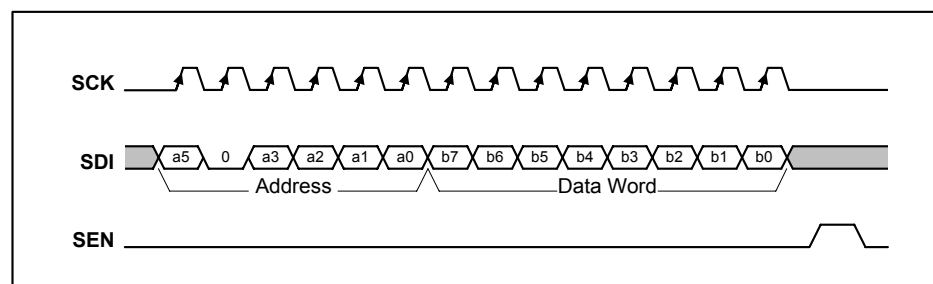 SCK
SDI a5 0 a3 a2 a1 a0 b7 b6 b5 b4 b3 b2 b1 b0
Address Data Word
SEN